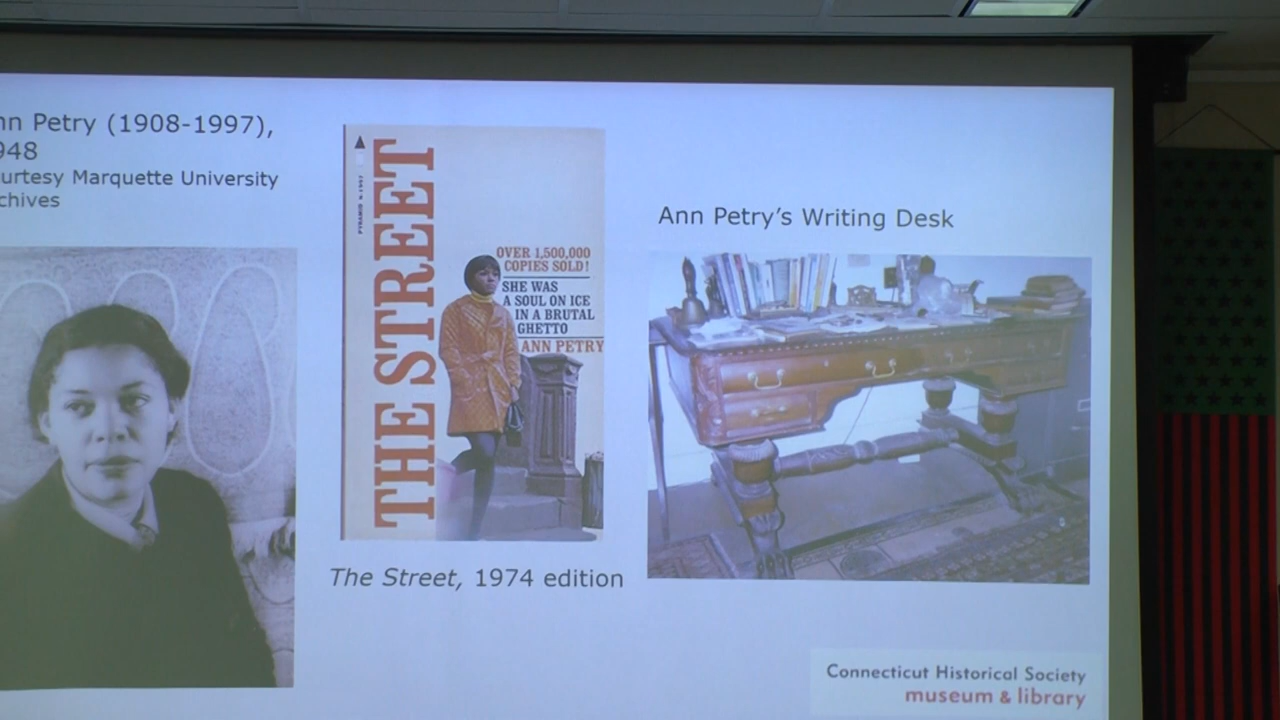 nn Petry (1908-1997),
948
urtesy Marquette University
chives
THE STREET
OVER 1,500,000
COPIES SOLD!
SHE WAS
A SOUL ON ICE
IN A BRUTAL
GHETTO
ANN PETRY
The Street, 1974 edition
Ann Petry's Writing Desk
Connecticut Historical Society
museum & library